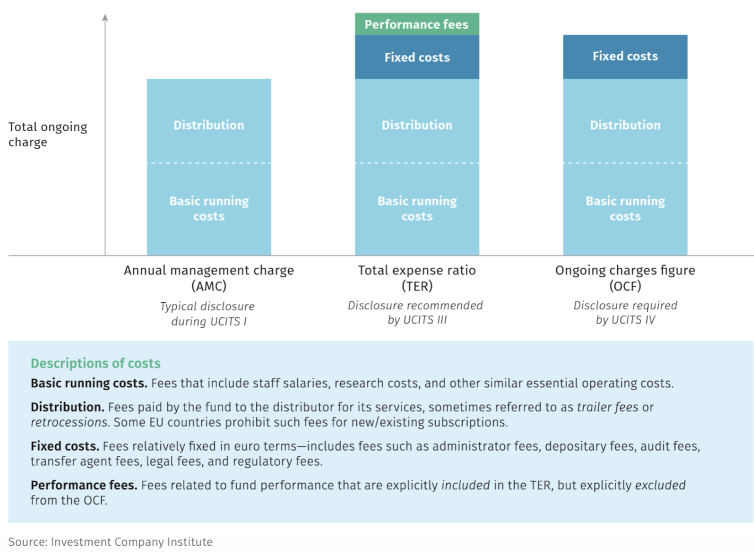 Performance fees
Fixed costs
Fixed costs
Total ongoing
charge
Distribution
Distribution
Distribution
Basic running
costs
Basic running
costs
Basic running
costs
Annual management charge
(AMC)
Typical disclosure
during UCITS I
Total expense ratio
(TER)
Disclosure recommended
by UCITS III
Ongoing charges figure
(OCF)
Disclosure required
by UCITS IV
Descriptions of costs
Basic running costs. Fees that include staff salaries, research costs, and other similar essential operating costs.
Distribution. Fees paid by the fund to the distributor for its services, sometimes referred to as trailer fees or
retrocessions. Some EU countries prohibit such fees for new/existing subscriptions.
Fixed costs. Fees relatively fixed in euro terms—includes fees such as administrator fees, depositary fees, audit fees,
transfer agent fees, legal fees, and regulatory fees.
Performance fees. Fees related to fund performance that are explicitly included in the TER, but explicitly excluded
from the OCF.
Source: Investment Company Institute